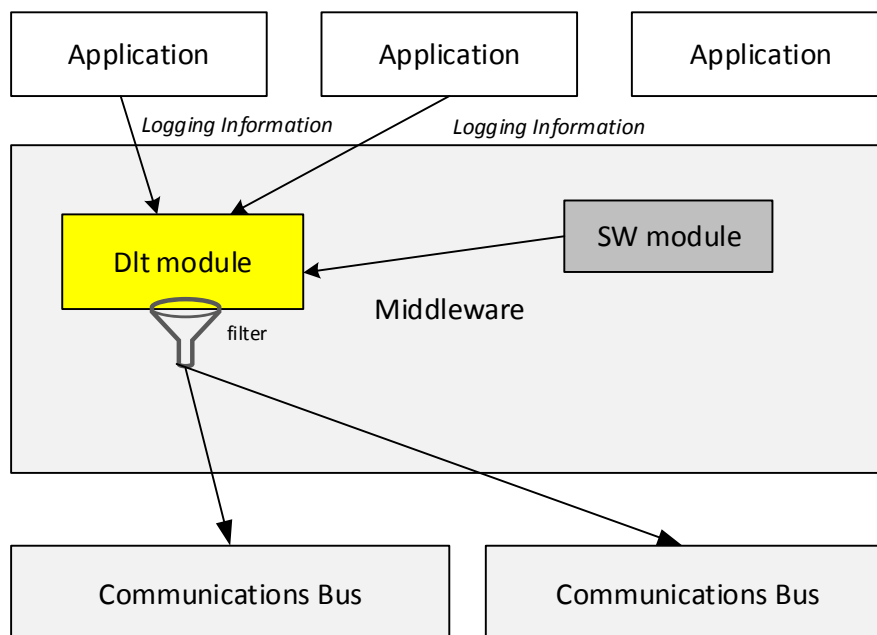 Application
Application
Application
Logging Information
Logging Information
Dlt module
SW module
filter
Middleware
Communications Bus
Communications Bus